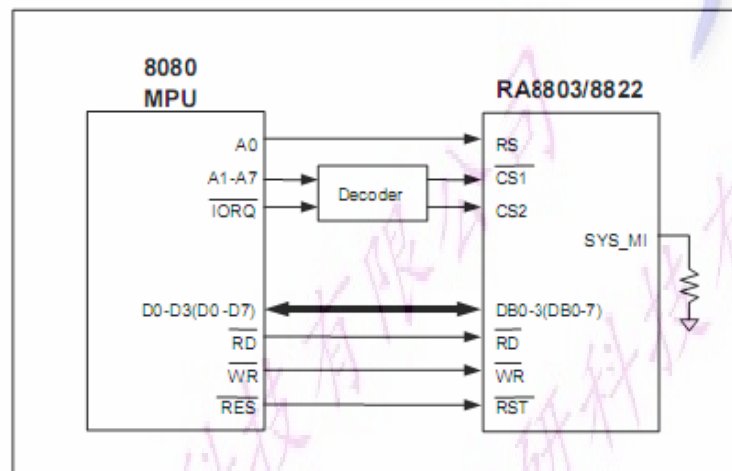 8080
MPU
RA8803/8822
A0
RS
A1-A7
Decoder
CS1
IORQ
CS2
SYS_MI
D0-D3(D0-D7)
DB0-3(DB0-7)
RD
RD
WR
WR
RES
RST